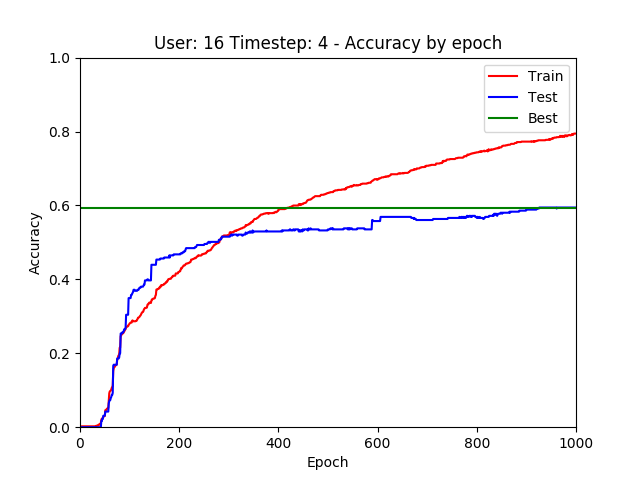 User: 16 Timestep: 4 - Accuracy by epoch
Train
Test
Best
1.0
0.8
0.6
0.4
0.2
0.0
Accuracy
0 200 400 600 800 1000
Epoch